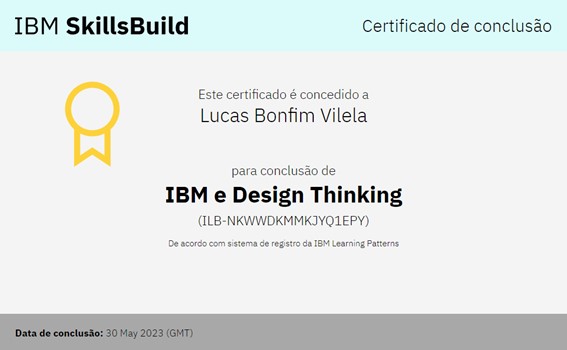 IBM SkillsBuild
Certificado de conclusão
Este certificado é concedido a
Lucas Bonfim Vilela
para conclusão de
IBM e Design Thinking
(ILB-NKWWDKMMKJYQ1EPY)
De acordo com sistema de registro da IBM Learning Patterns
Data de conclusão: 30 May 2023 (GMT)